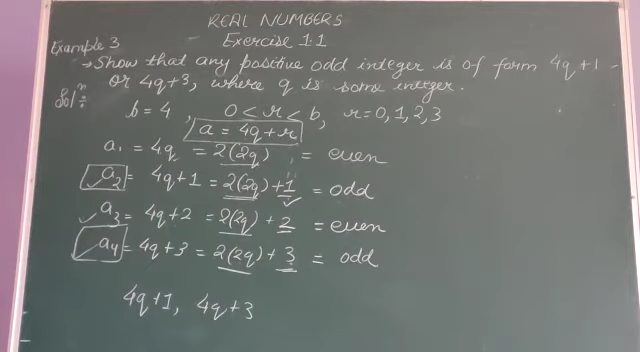 REAL NUMBERS
Exercise 1.1
Example 3
→ Show that any positive odd integer is of form 4q+1
or 4q+3, where q is some integer.
Solⁿ:
b = 4 , 0 < r < b, r = 0, 1, 2, 3
a = 4q + r
a₁ = 4q = 2(2q) = even
✓ a₂ = 4q+1 = 2(2q) + 1 = odd
✓ a₃ = 4q+2 = 2(2q) + 2 = even
✓ a₄ = 4q+3 = 2(2q) + 3 = odd
4q+1, 4q+3